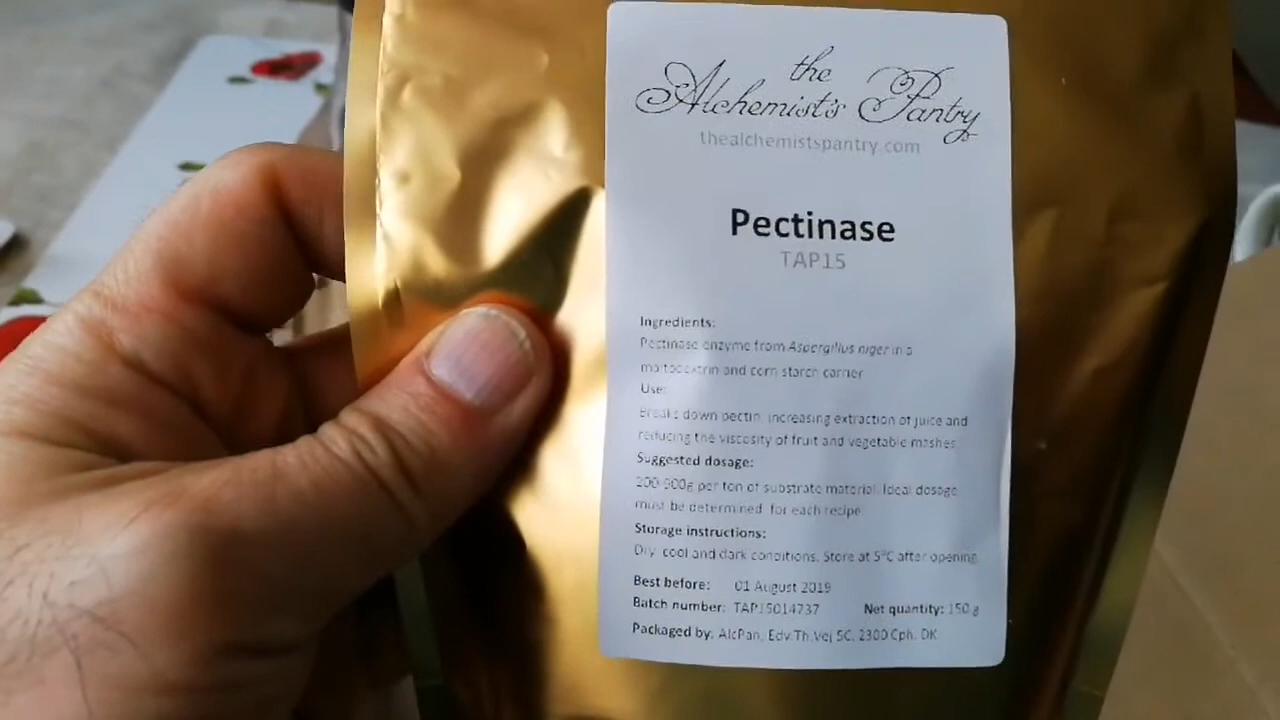 the
Alchemist's Pantry
thealchemistspantry.com
Pectinase
TAP15
Ingredients:
Pectinase enzyme from Aspergillus niger in a
maltodextrin and corn starch carrier
Use:
Breaks down pectin, increasing extraction of juice and
reducing the viscosity of fruit and vegetable mashes
Suggested dosage:
per ton of substrate material. Ideal dosage
must be determined for each recipe
Storage instructions:
Dry, cool and dark conditions. Store at 5°C after opening
Best before: 01 August 2019
Batch number: TAP15014737 Net quantity: 150 g
Packaged by: AlcPan, Edv.Th.Vej 5C, 2300 Cph. DK